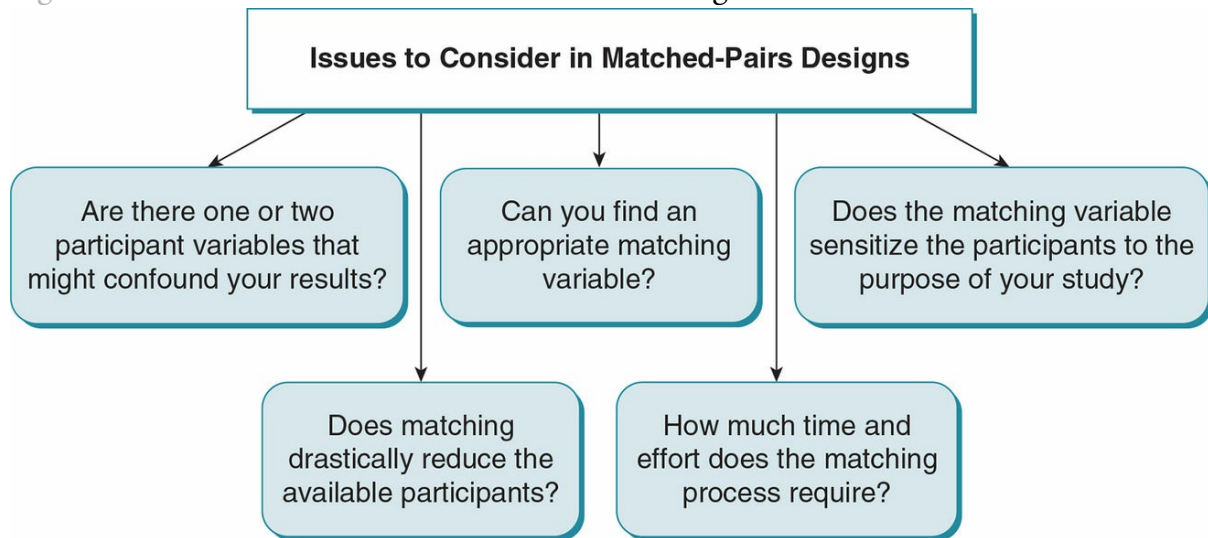 Issues to Consider in Matched-Pairs Designs
Are there one or two
participant variables that
might confound your results?
Can you find an
appropriate matching
variable?
Does the matching variable
sensitize the participants to the
purpose of your study?
Does matching
drastically reduce the
available participants?
How much time and
effort does the matching
process require?